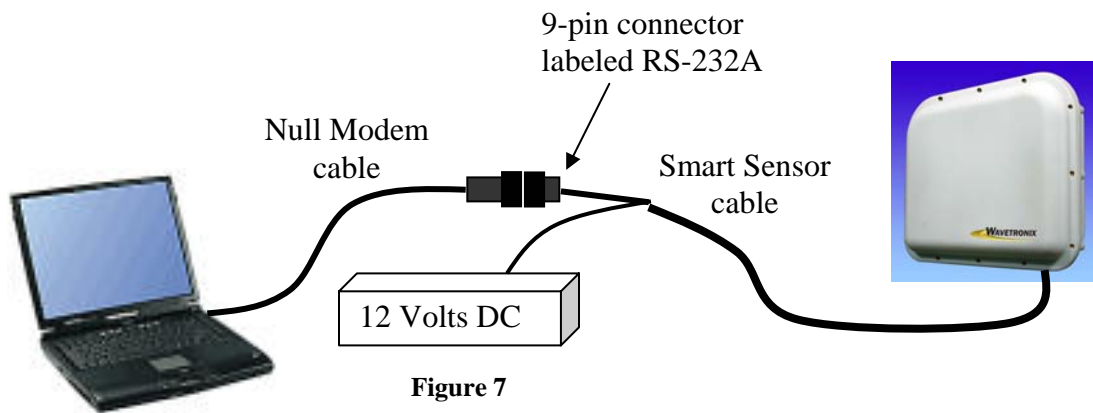 9-pin connector
labeled RS-232A
Null Modem
cable
Smart Sensor
cable
WAVETRONIX
12 Volts DC
Figure 7